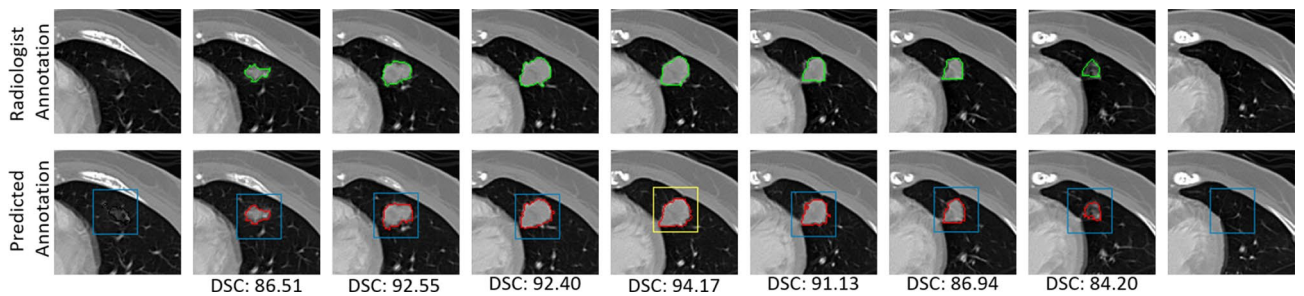 Radiologist
Annotation
Predicted
Annotation
DSC: 86.51
DSC: 92.55
DSC: 92.40
DSC: 94.17
DSC: 91.13
DSC: 86.94
DSC: 84.20